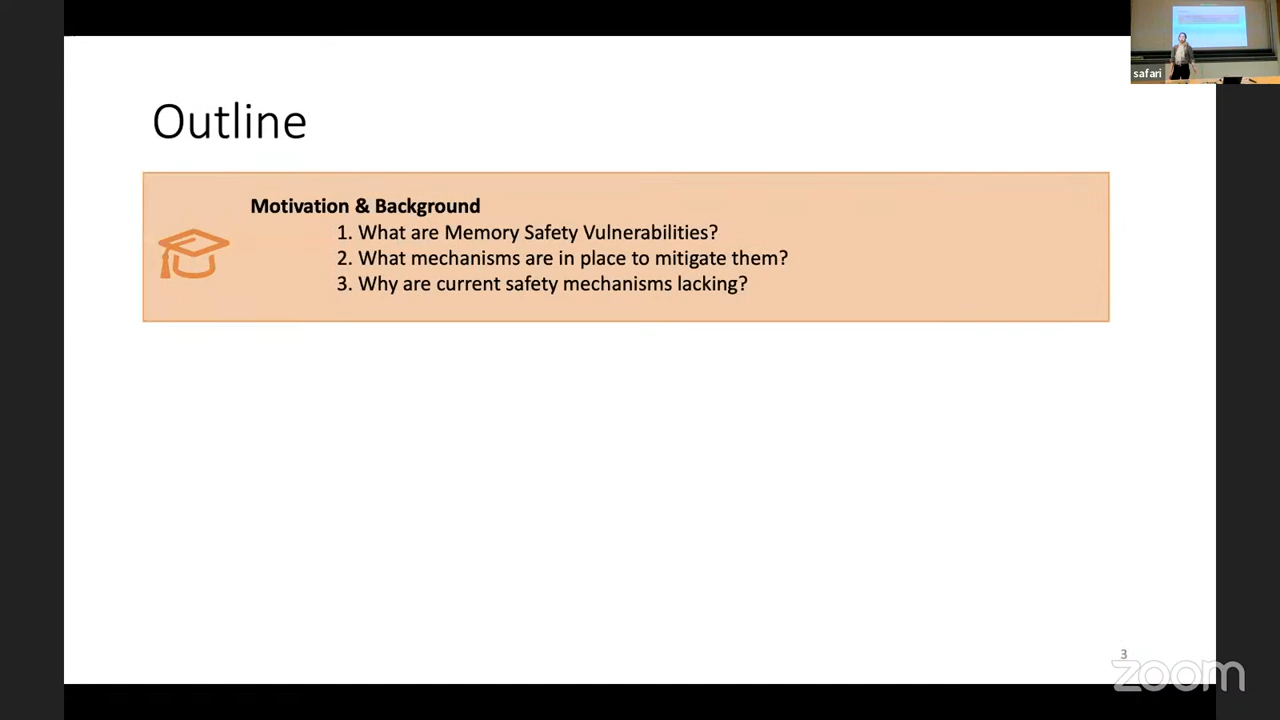 safari
Outline
Motivation & Background
1. What are Memory Safety Vulnerabilities?
2. What mechanisms are in place to mitigate them?
3. Why are current safety mechanisms lacking?
3
zoom